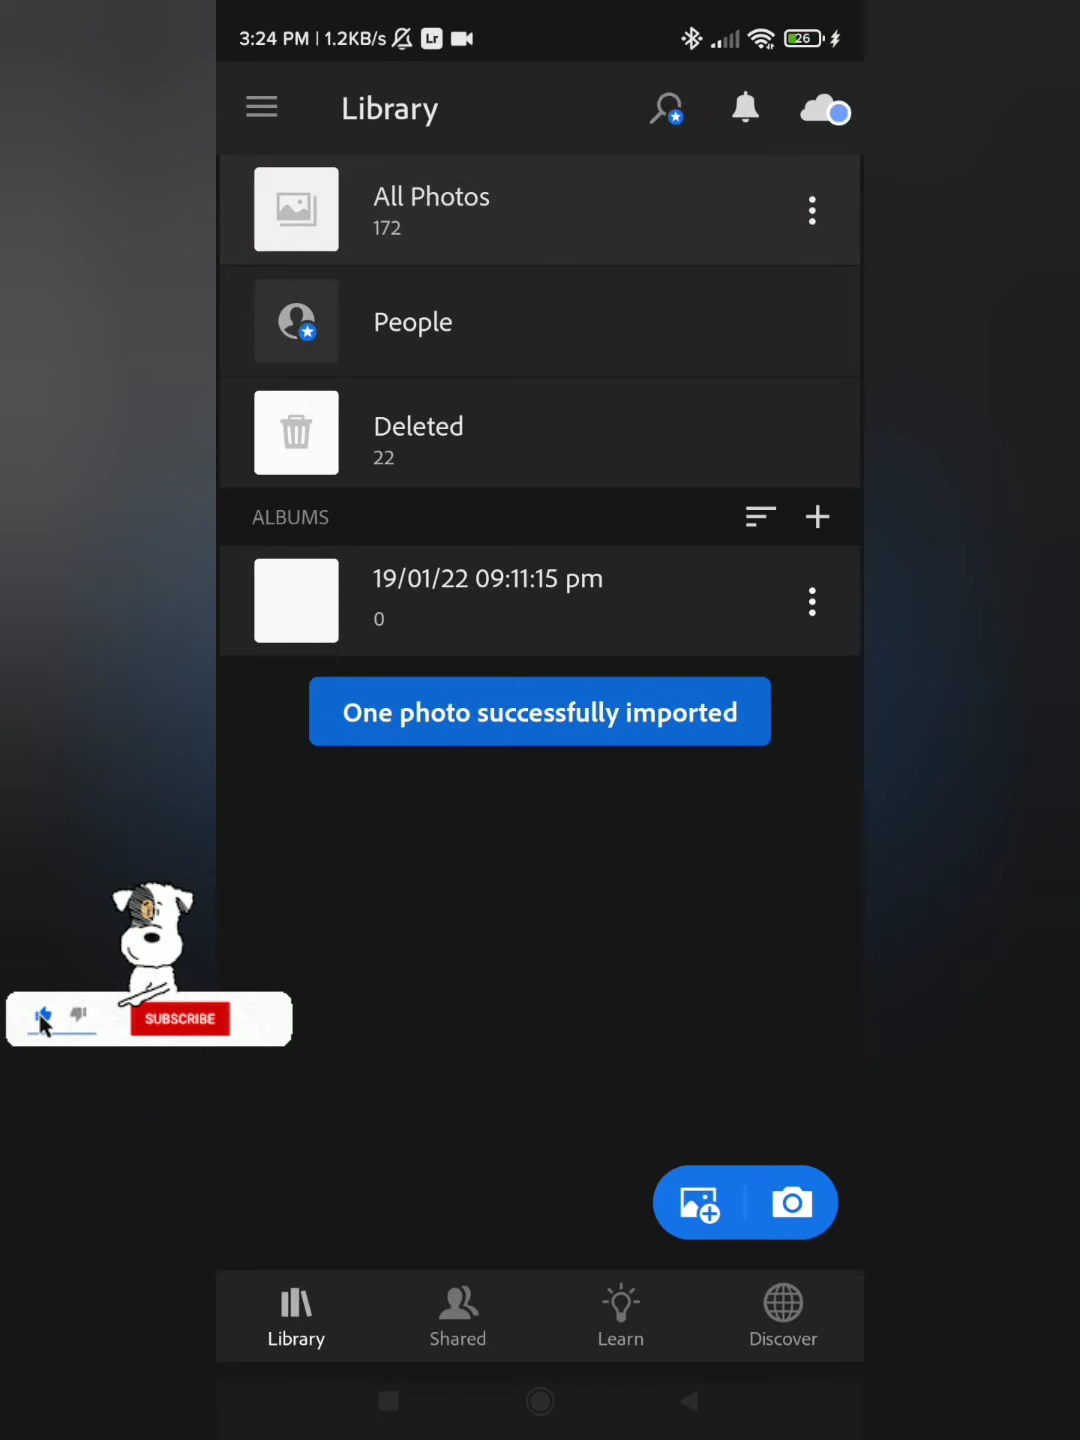 3:24 PM | 1.2KB/s Lr 26
Library
All Photos
172
People
Deleted
22
ALBUMS
19/01/22 09:11:15 pm
0
One photo successfully imported
SUBSCRIBE
Library Shared Learn Discover